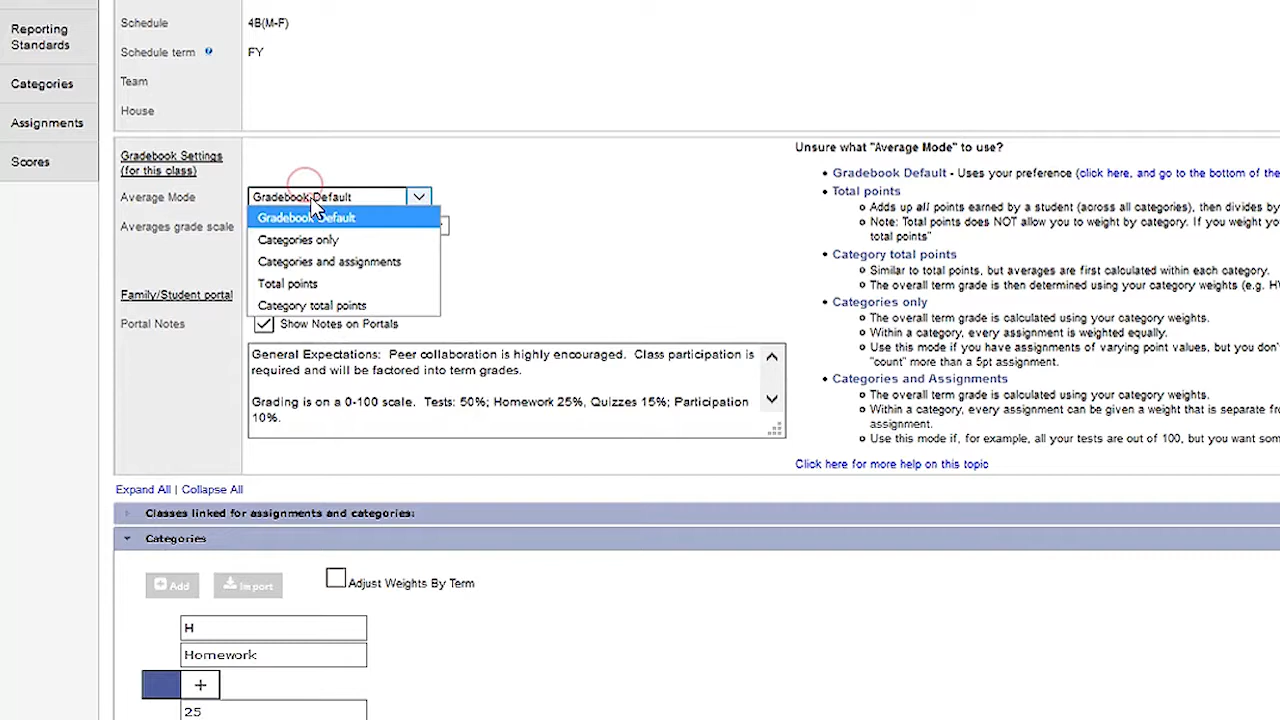 Reporting
Standards
Categories
Assignments
Scores
Schedule 4B(M-F)
Schedule term ? FY
Team
House
Gradebook Settings
(for this class)
Average Mode Gradebook Default
Averages grade scale
Gradebook Default
Categories only
Categories and assignments
Total points
Category total points
Family/Student portal
Portal Notes Show Notes on Portals
General Expectations: Peer collaboration is highly encouraged. Class participation is
required and will be factored into term grades.
Grading is on a 0-100 scale. Tests: 50%; Homework 25%, Quizzes 15%; Participation
10%.
Unsure what "Average Mode" to use?
• Gradebook Default - Uses your preference (click here, and go to the bottom of the
• Total points
Adds up all points earned by a student (across all categories), then divides by
Note: Total points does NOT allow you to weight by category. If you weight
total points"
• Category total points
Similar to total points, but averages are first calculated within each category.
The overall term grade is then determined using your category weights (e.g.
• Categories only
The overall term grade is calculated using your category weights.
Within a category, every assignment is weighted equally.
Use this mode if you have assignments of varying point values, but you
"count" more than a 5pt assignment.
• Categories and Assignments
The overall term grade is calculated using your category weights.
Within a category, every assignment can be given a weight that is separate
assignment.
Use this mode if, for example, all your tests are out of 100, but you want
Click here for more help on this topic
Expand All | Collapse All
Classes linked for assignments and categories:
Categories
Add Import Adjust Weights By Term
H
Homework
+
25